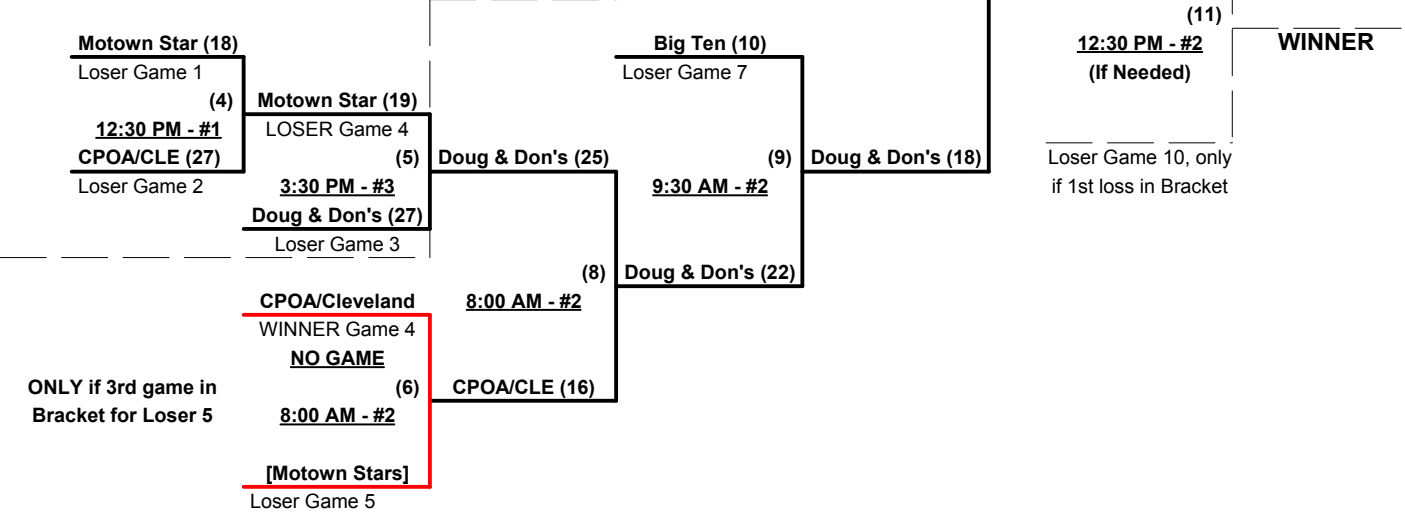 (11)
Motown Star (18)
Big Ten (10)
12:30 PM - #2
WINNER
Loser Game 1
Loser Game 7
(If Needed)
(4)
Motown Star (19)
12:30 PM - #1
LOSER Game 4
CPOA/CLE (27)
(5)
Doug & Don's (25)
(9)
Doug & Don's (18)
Loser Game 10, only
Loser Game 2
3:30 PM - #3
9:30 AM - #2
if 1st loss in Bracket
Doug & Don's (27)
Loser Game 3
(8)
Doug & Don's (22)
CPOA/Cleveland
8:00 AM - #2
WINNER Game 4
NO GAME
ONLY if 3rd game in
(6)
CPOA/CLE (16)
Bracket for Loser 5
8:00 AM - #2
[Motown Stars]
Loser Game 5